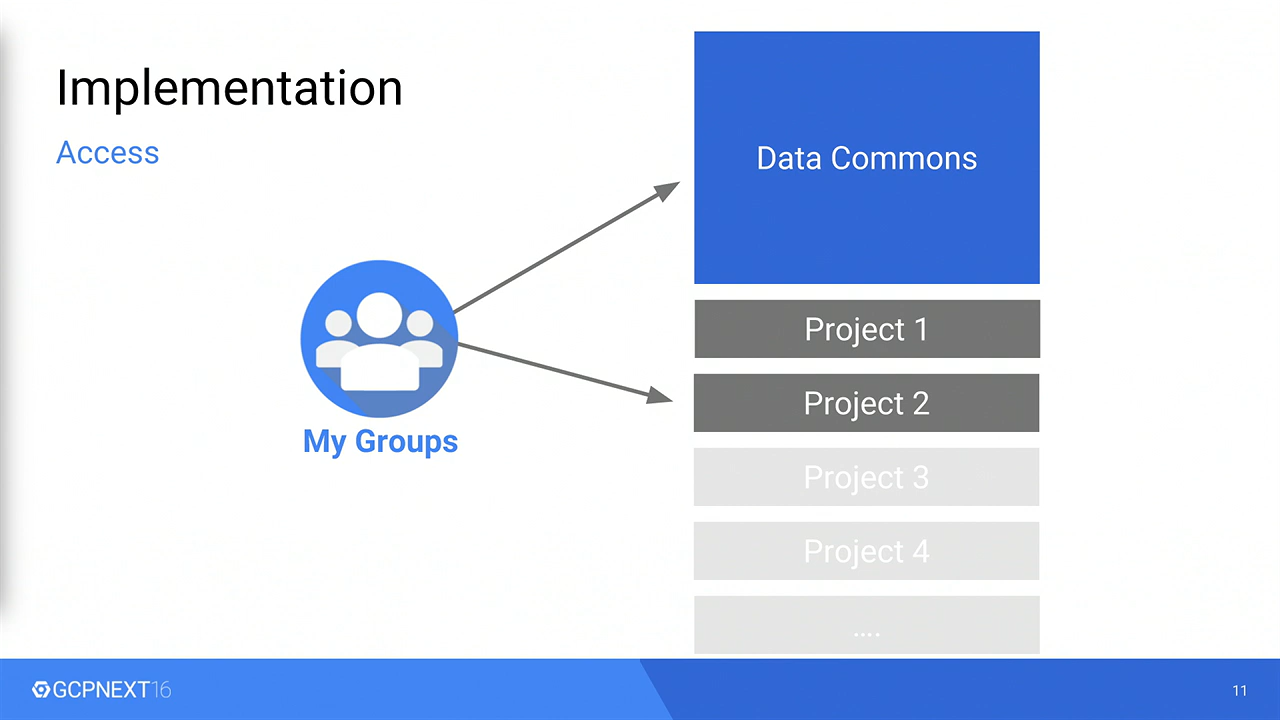 Implementation
Access
Data Commons
Project 1
Project 2
Project 3
Project 4
....
My Groups
GCPNEXT16
11